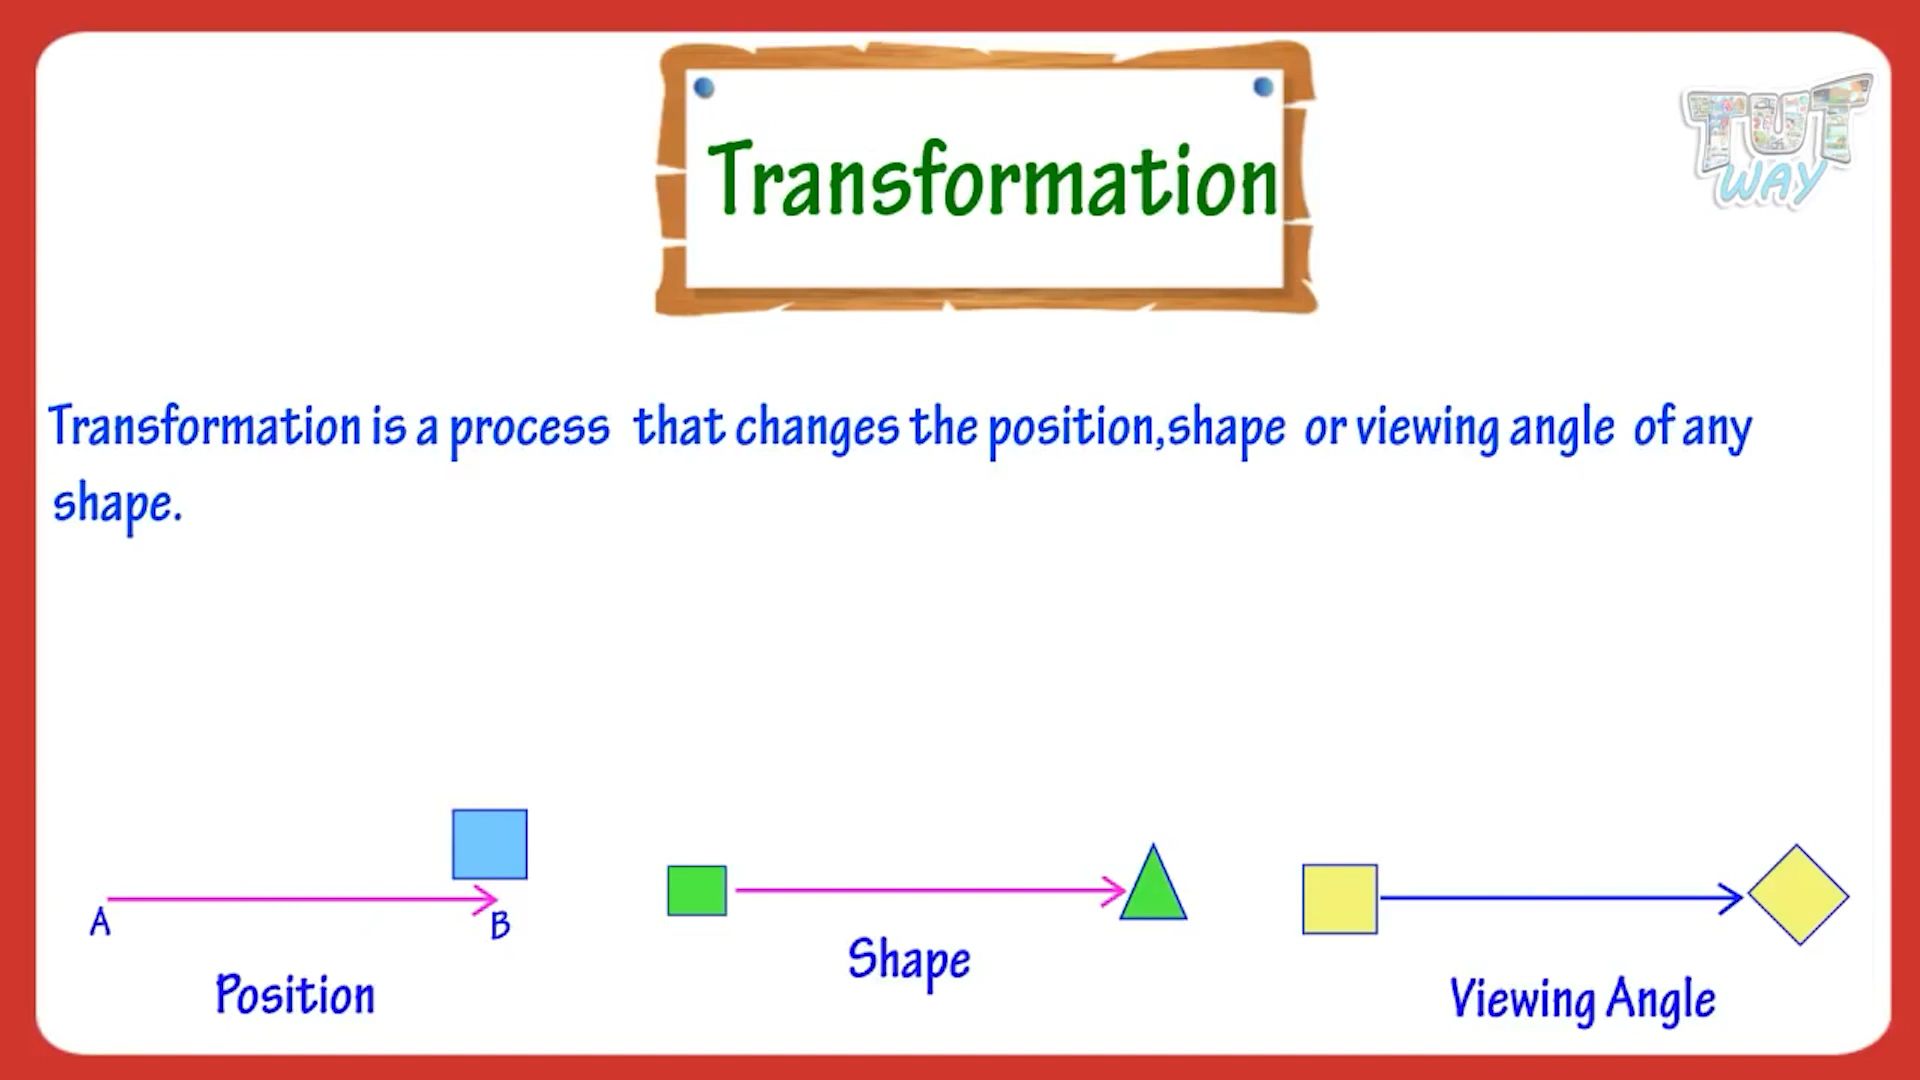 Transformation
TUT
WAY
Transformation is a process that changes the position,shape or viewing angle of any
shape.
A
B
Position
Shape
Viewing Angle